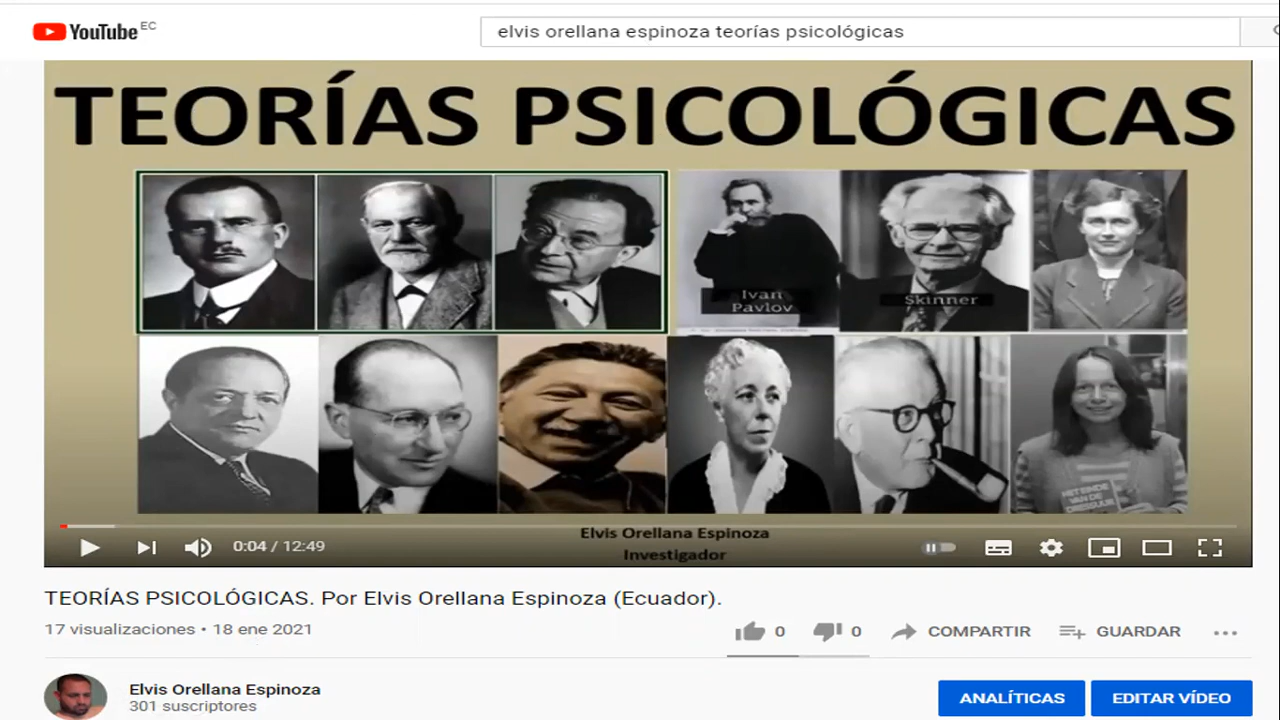 YouTube EC
elvis orellana espinoza teorías psicológicas
TEORÍAS PSICOLÓGICAS
Ivan
Pavlov
Skinner
Elvis Orellana Espinoza
Investigador
0:04 / 12:49
TEORÍAS PSICOLÓGICAS. Por Elvis Orellana Espinoza (Ecuador).
17 visualizaciones • 18 ene 2021
0
0
COMPARTIR
GUARDAR
Elvis Orellana Espinoza
301 suscriptores
ANALÍTICAS
EDITAR VÍDEO